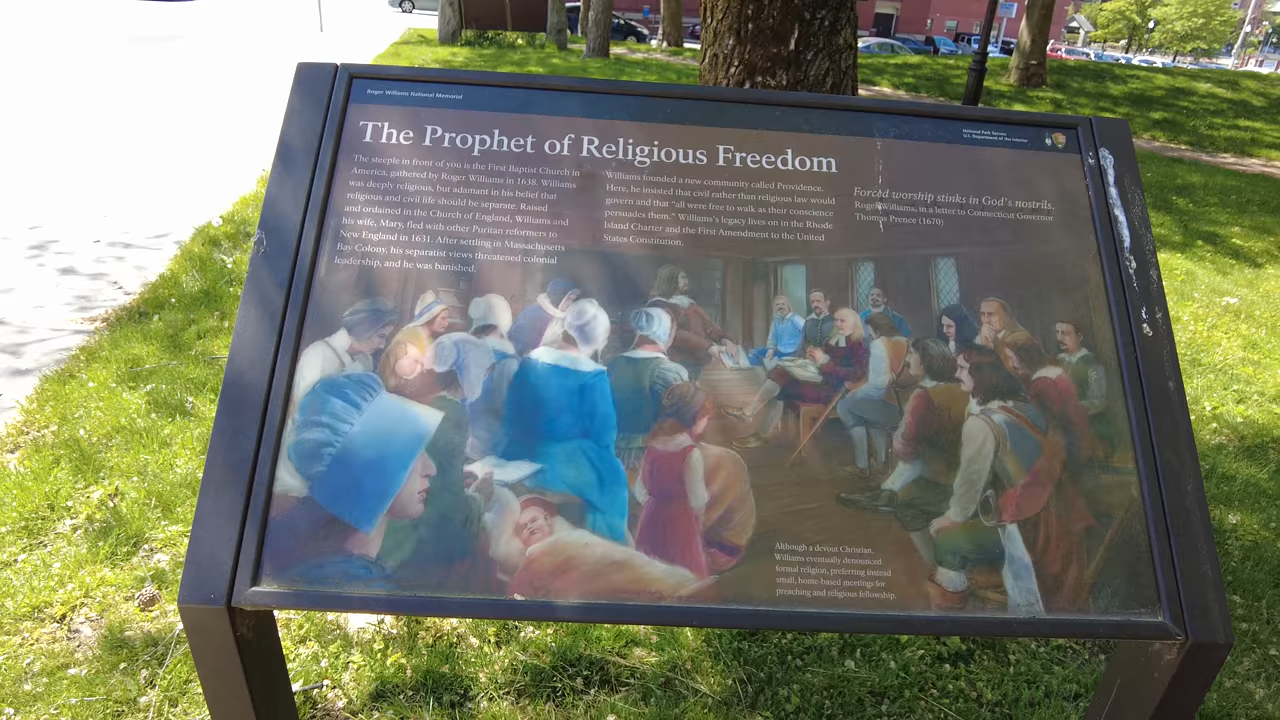 Roger Williams National Memorial
National Park Service
U.S. Department of the Interior
The Prophet of Religious Freedom
The steeple in front of you is the First Baptist Church in
America, gathered by Roger Williams in 1638. Williams
was deeply religious, but adamant in his belief that
religious and civil life should be separate. Raised
and ordained in the Church of England, Williams and
his wife, Mary, fled with other Puritan reformers to
New England in 1631. After settling in Massachusetts
Bay Colony, his separatist views threatened colonial
leadership, and he was banished.
Williams founded a new community called Providence.
Here, he insisted that civil rather than religious law would
govern and that "all were free to walk as their conscience
persuades them." Williams's legacy lives on in the Rhode
Island Charter and the First Amendment to the United
States Constitution.
Forced worship stinks in God's nostrils.
Roger Williams, in a letter to Connecticut Governor
Thomas Prence (1670)
Although a devout Christian,
Williams eventually denounced
formal religion, preferring instead
small, home-based meetings for
preaching and religious fellowship.